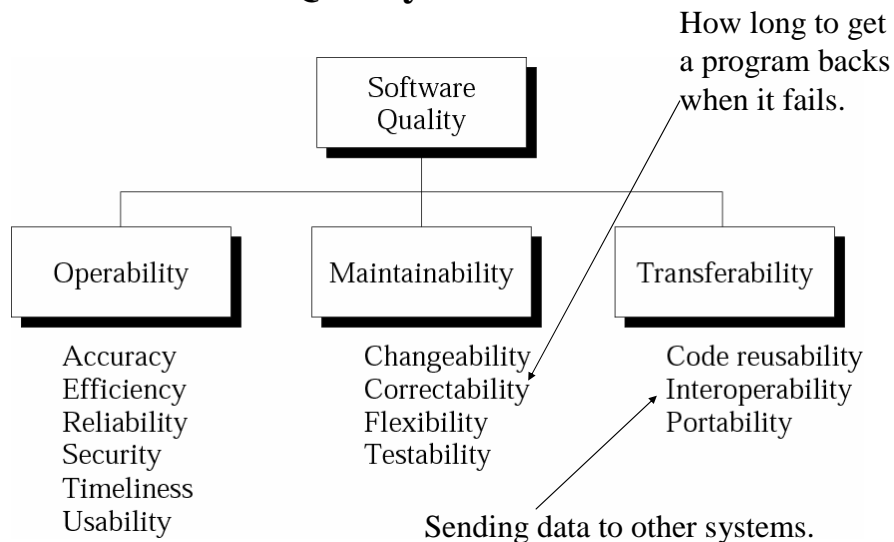 How long to get
a program backs
when it fails.
Software
Quality
Operability
Maintainability
Transferability
Accuracy
Efficiency
Reliability
Security
Timeliness
Usability
Changeability
Correctability
Flexibility
Testability
Code reusability
Interoperability
Portability
Sending data to other systems.